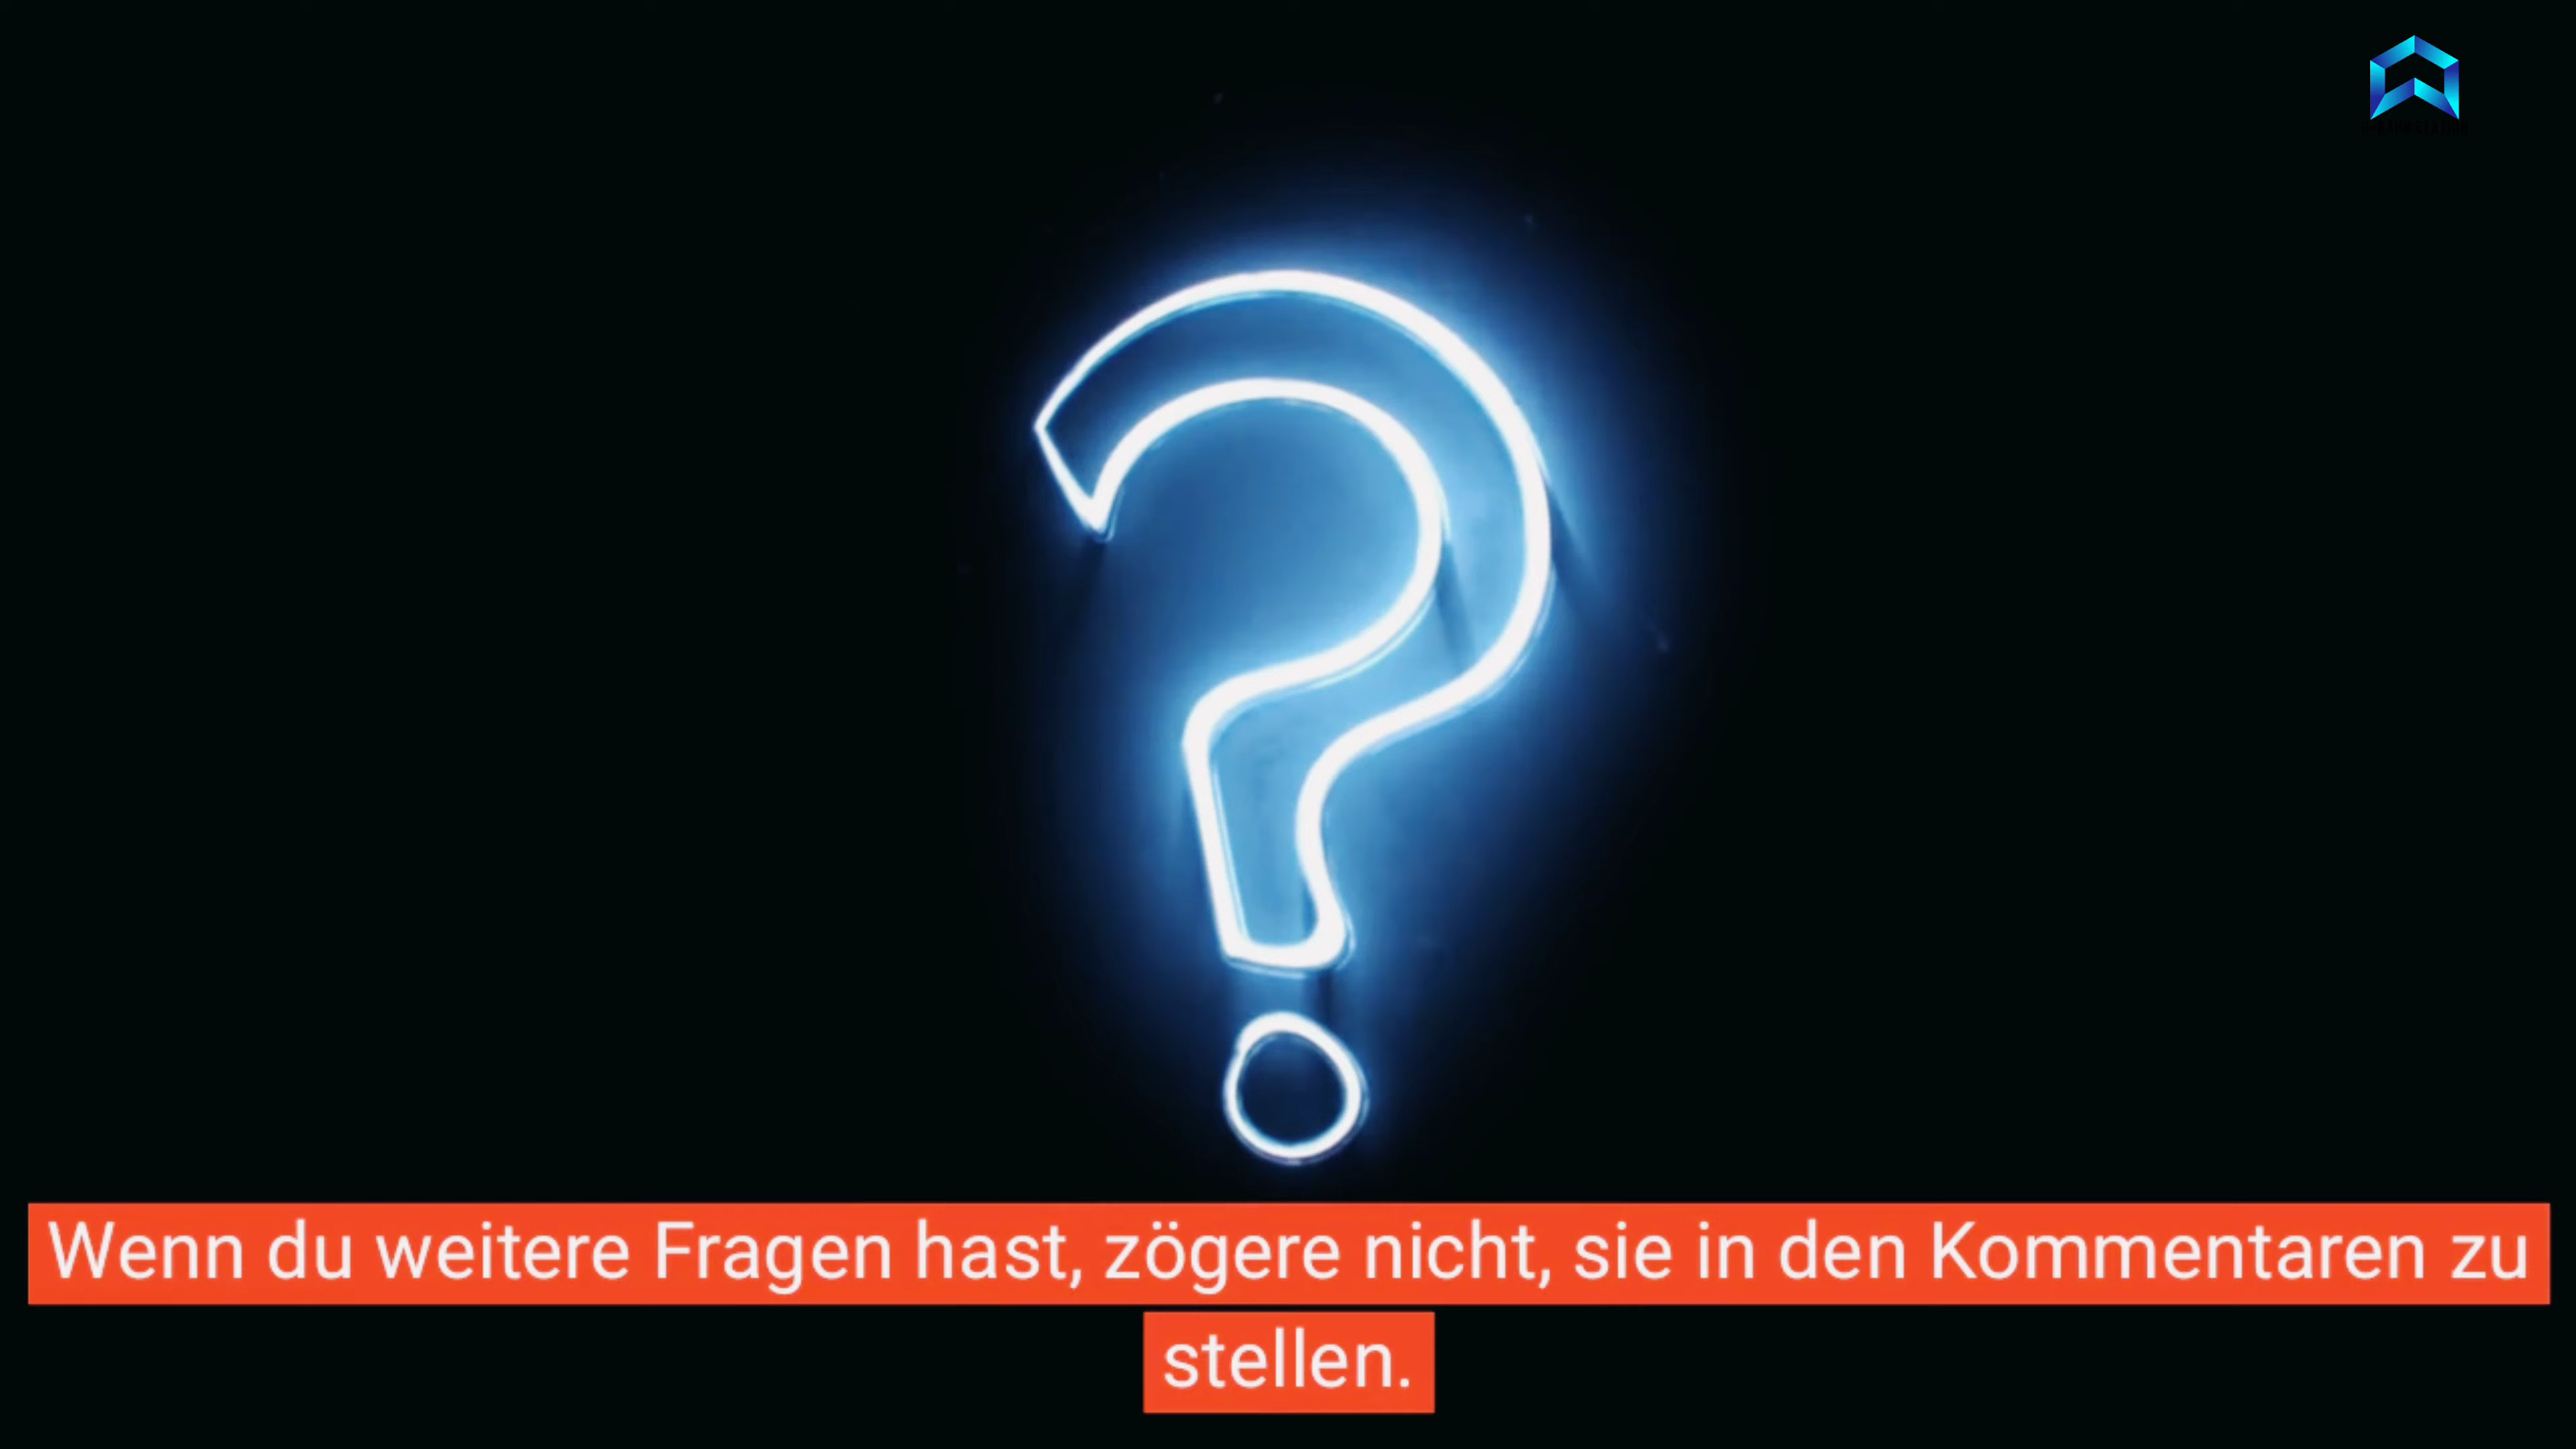 Wenn du weitere Fragen hast, zögere nicht, sie in den Kommentaren zu
stellen.